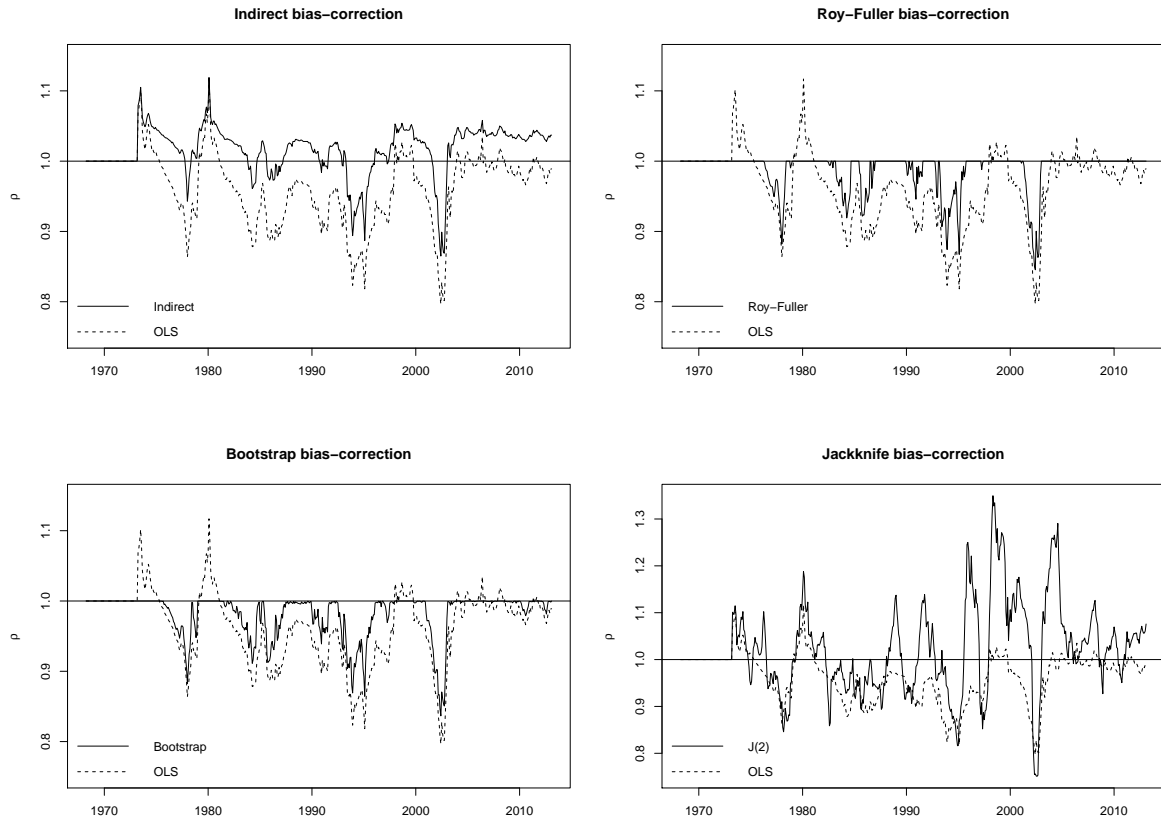 Indirect bias−correction
ρ
1.1
1.0
0.9
0.8
Indirect
OLS
1970 1980 1990 2000 2010
Roy−Fuller bias−correction
ρ
1.1
1.0
0.9
0.8
Roy−Fuller
OLS
1970 1980 1990 2000 2010
Bootstrap bias−correction
ρ
1.1
1.0
0.9
0.8
Bootstrap
OLS
1970 1980 1990 2000 2010
Jackknife bias−correction
ρ
1.3
1.2
1.1
1.0
0.9
0.8
J(2)
OLS
1970 1980 1990 2000 2010